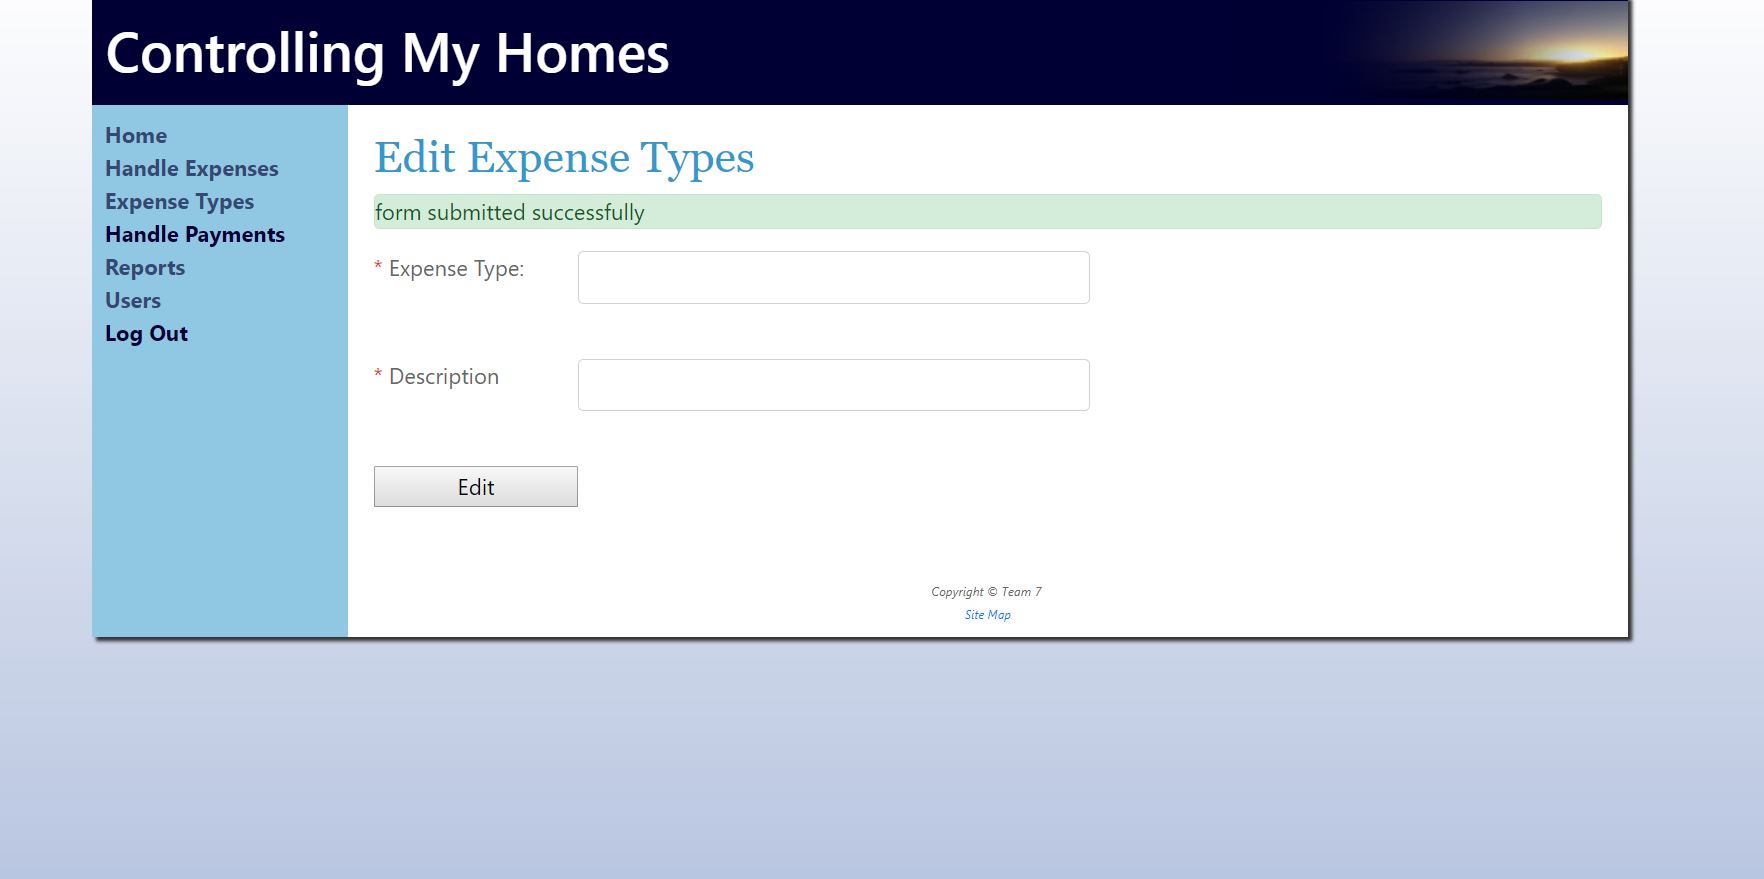 Controlling My Homes
Home
Handle Expenses
Expense Types
Handle Payments
Reports
Users
Log Out
Edit Expense Types
form submitted successfully
* Expense Type:
* Description
Edit
Copyright © Team 7
Site Map